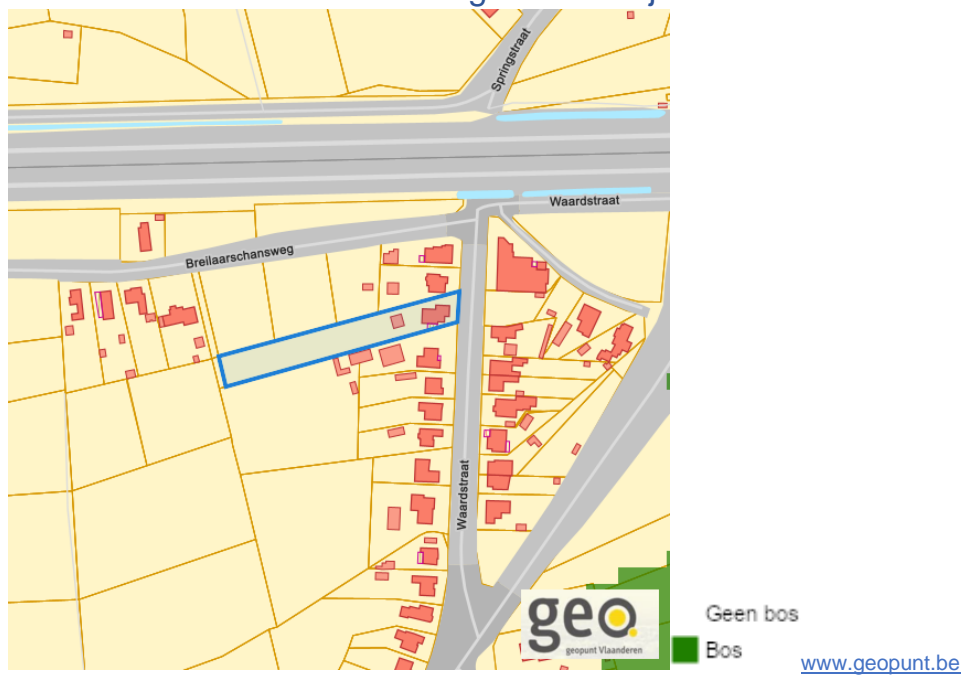 Springstraat
Waardstraat
Breilaarschansweg
Waardstraat
geo.
geopunt Vlaanderen
Geen bos
Bos
www.geopunt.be